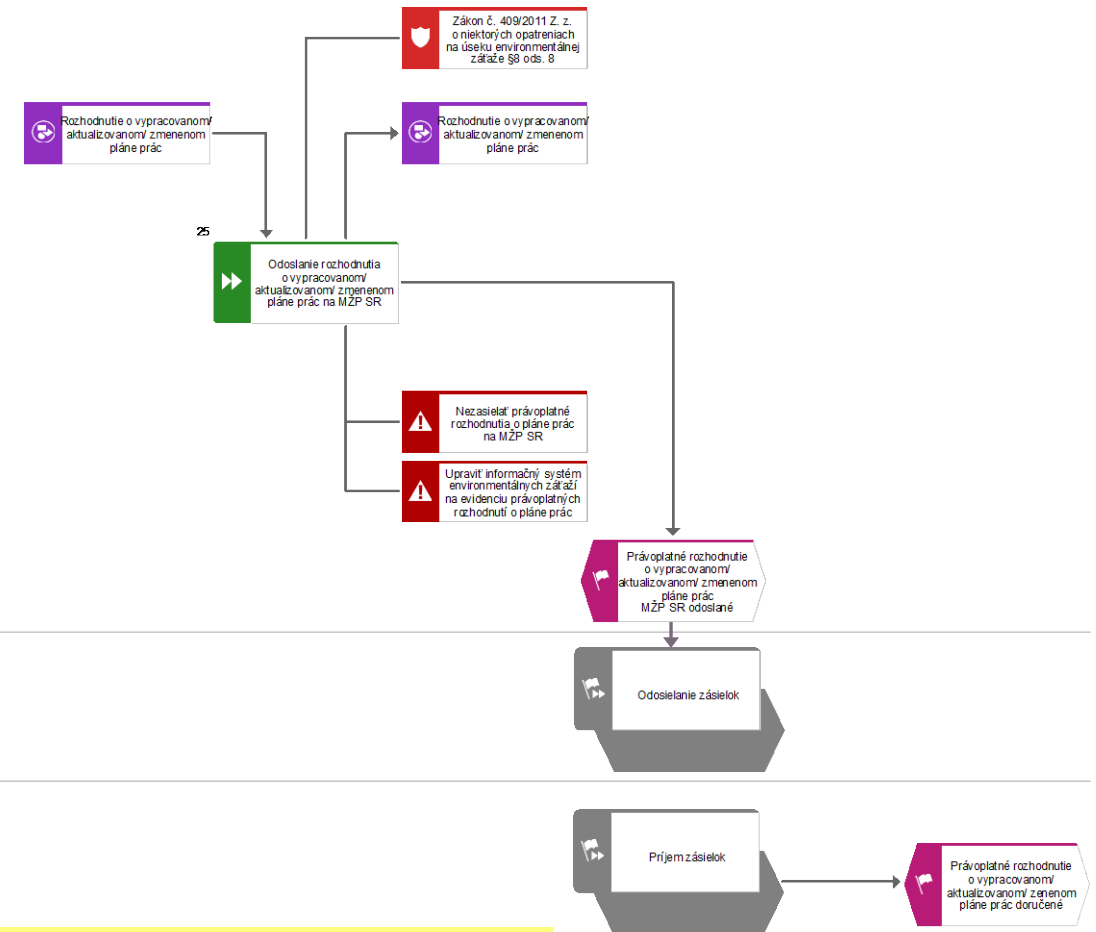 Zákon č. 409/2011 Z. z.
o niektorých opatreniach
na úseku environmentálnej
záťaže §8 ods. 8
Rozhodnutie o vypracovanom/
aktualizovanom/ zmenenom
pláne prác
Rozhodnutie o vypracovanom/
aktualizovanom/ zmenenom
pláne prác
25
Odoslanie rozhodnutia
o vypracovanom/
aktualizovanom/ zmenenom
pláne prác na MŽP SR
Nezasielať právoplatné
rozhodnutia o pláne prác
na MŽP SR
Upraviť informačný systém
environmentálnych záťaží
na evidenciu právoplatných
rozhodnutí o pláne prác
Právoplatné rozhodnutie
o vypracovanom/
aktualizovanom/ zmenenom
pláne prác
MŽP SR odoslané
Odosielanie zásielok
Príjem zásielok
Právoplatné rozhodnutie
o vypracovanom/
aktualizovanom/ zenenom
pláne prác doručené